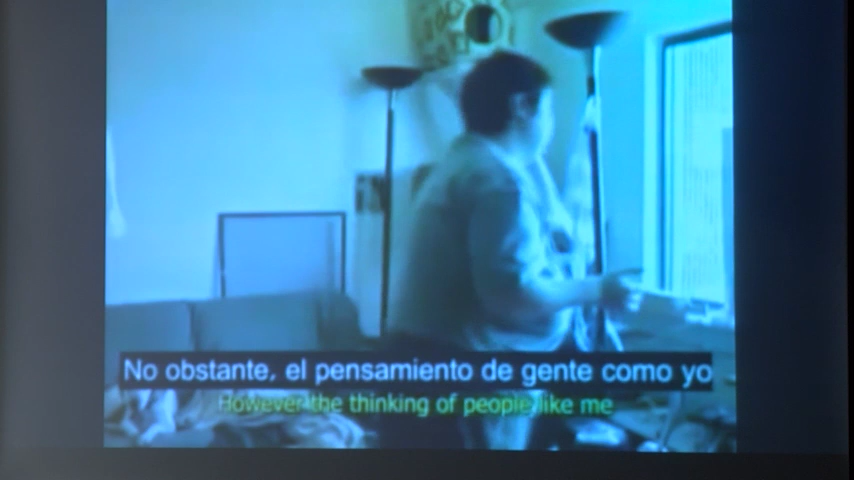 No obstante, el pensamiento de gente como yo
However the thinking of people like me